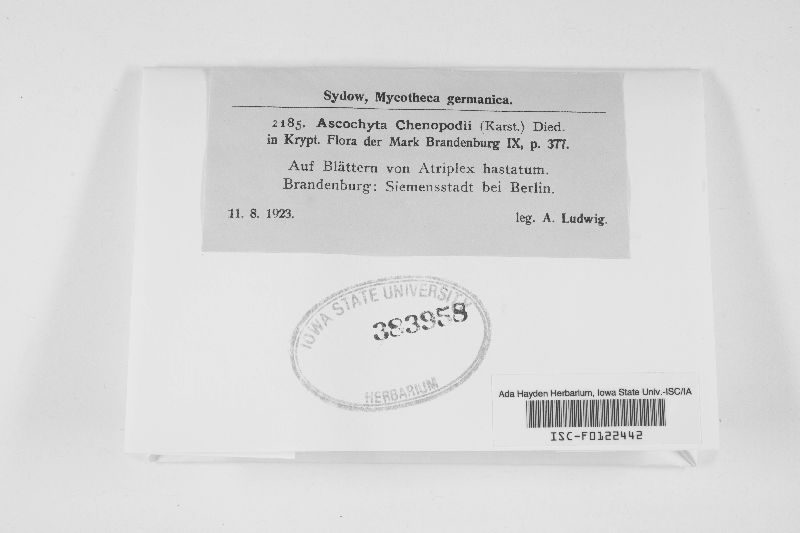 Sydow, Mycotheca germanica.
2185. Ascochyta Chenopodii (Karst.) Died.
in Krypt. Flora der Mark Brandenburg IX, p. 377.
Auf Blättern von Atriplex hastatum.
Brandenburg: Siemensstadt bei Berlin.
11. 8. 1923. leg. A. Ludwig.
IOWA STATE UNIVERSITY
383958
HERBARIUM
Ada Hayden Herbarium, Iowa State Univ.-ISC/IA
ISC-F0122442